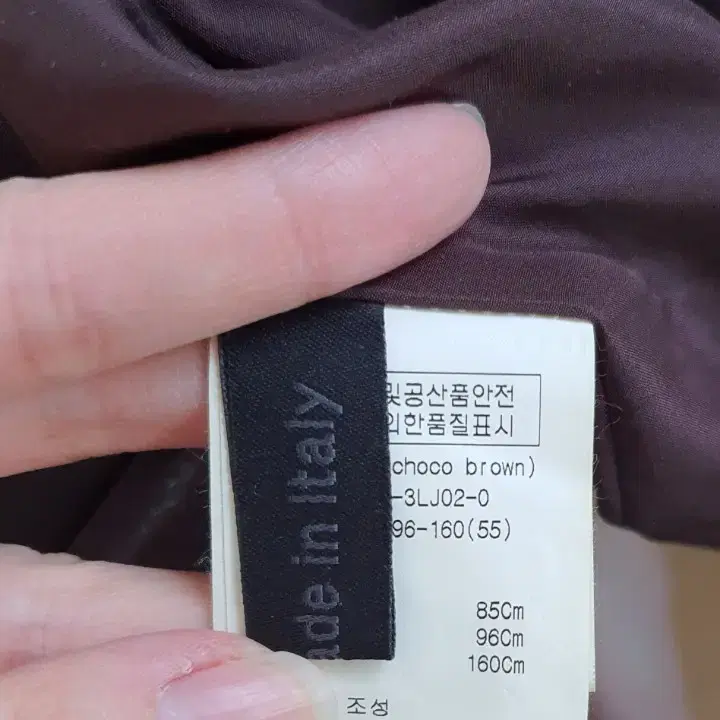 ade in Italy
및공산품안전
의한품질표시
choco brown)
-3LJ02-0
96-160(55)
85Cm
96Cm
160Cm
조성